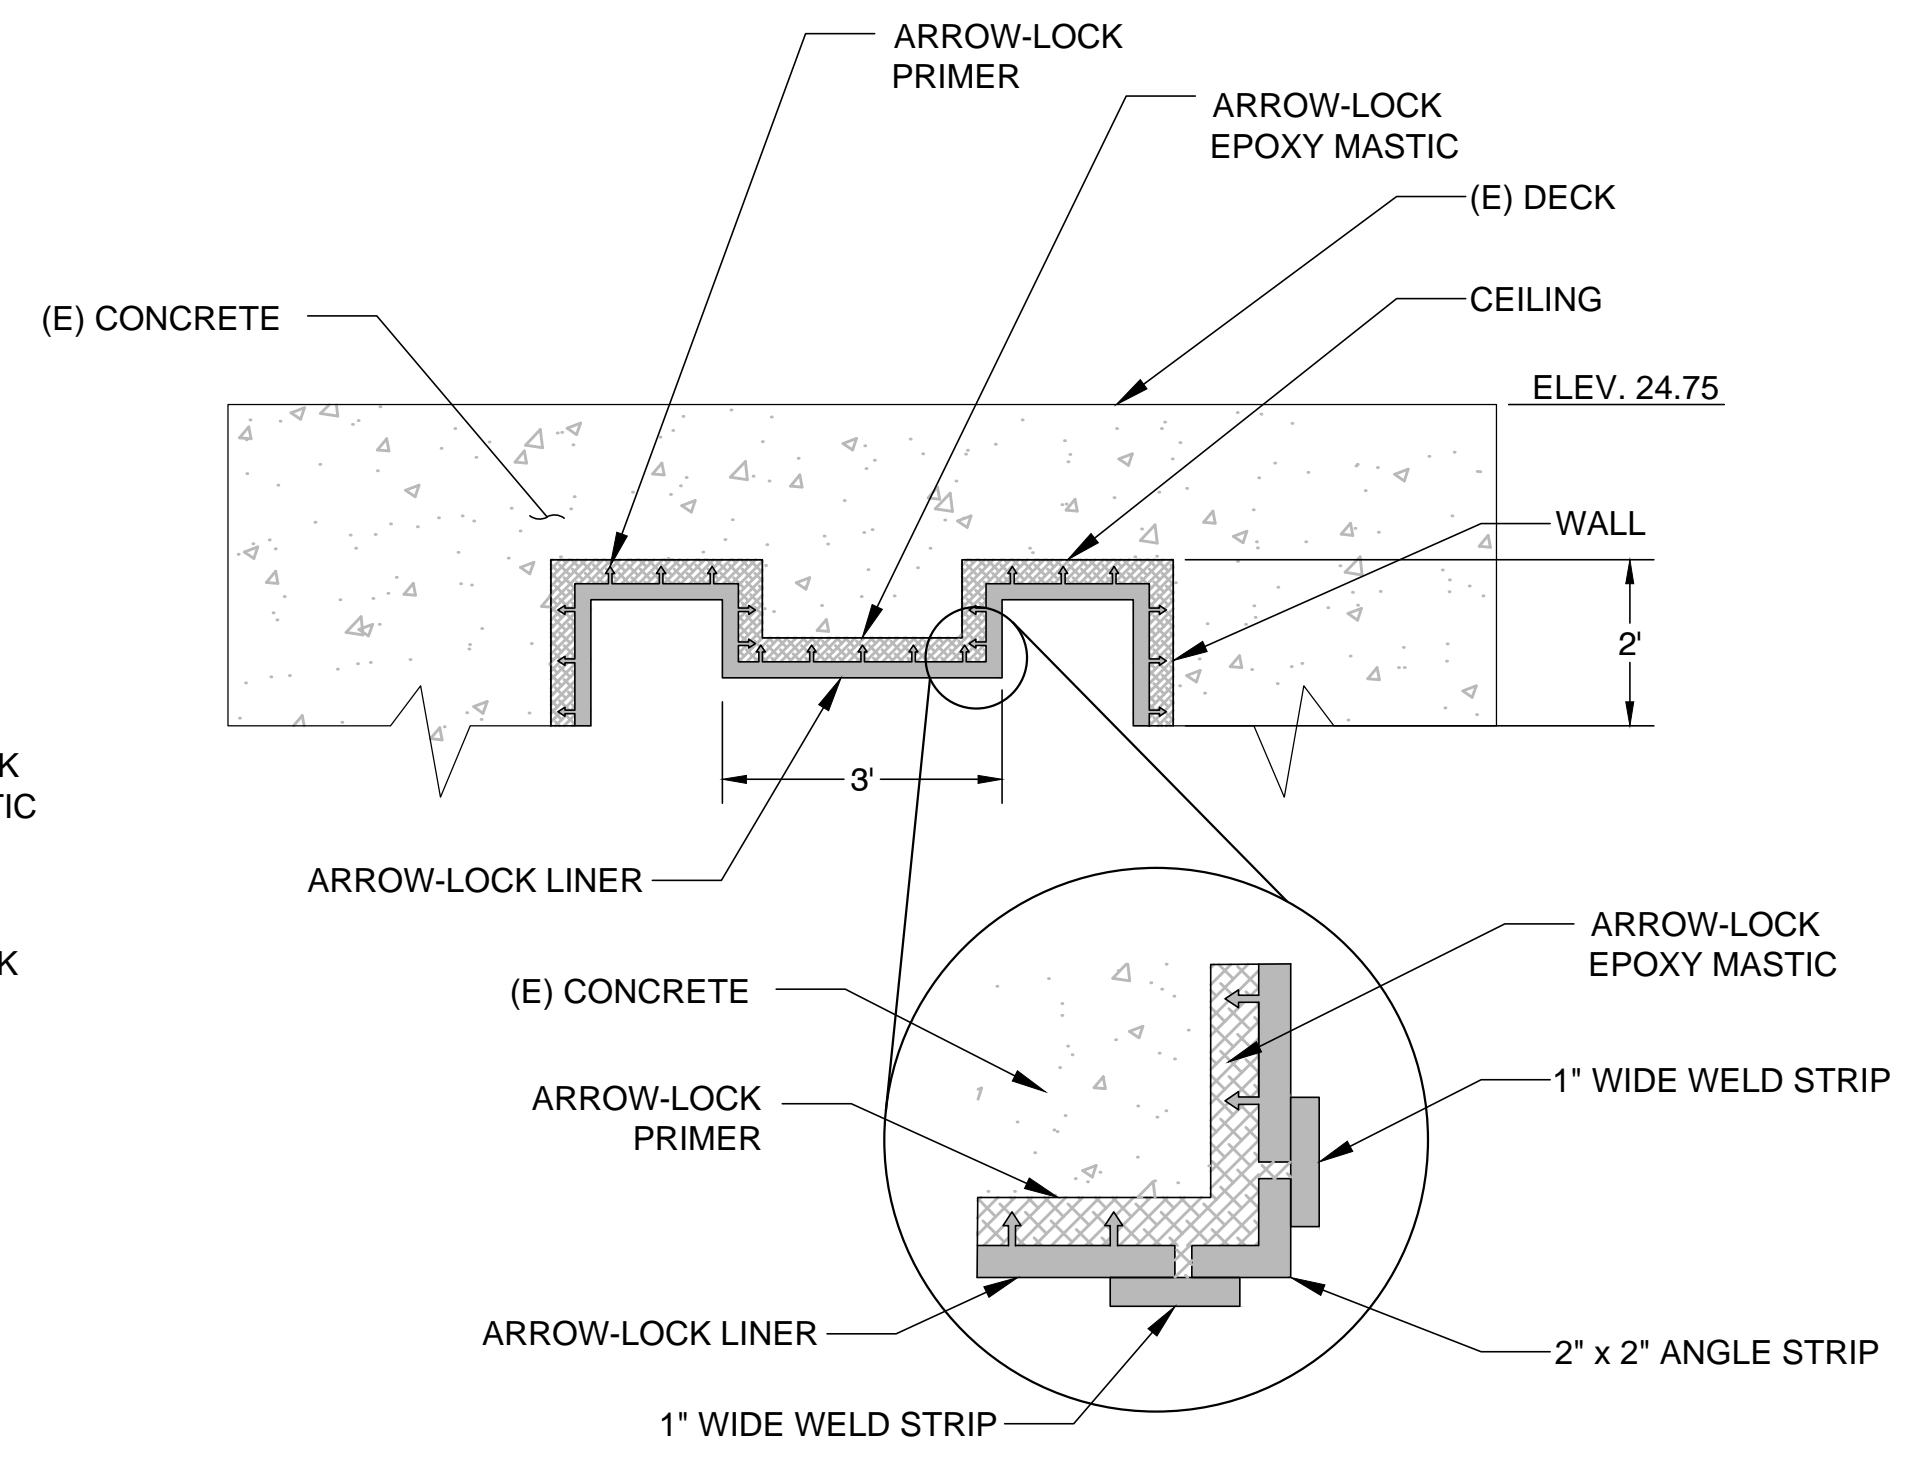 ARROW-LOCK
PRIMER
ARROW-LOCK
EPOXY MASTIC
(E) DECK
CEILING
(E) CONCRETE
ELEV. 24.75
WALL
2'
3'
ARROW-LOCK LINER
ARROW-LOCK
EPOXY MASTIC
(E) CONCRETE
1" WIDE WELD STRIP
ARROW-LOCK
PRIMER
ARROW-LOCK LINER
2" x 2" ANGLE STRIP
1" WIDE WELD STRIP